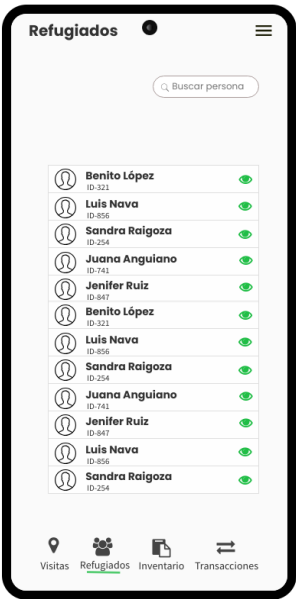 Refugiados
Buscar persona
Benito López
ID-321
Luis Nava
ID-856
Sandra Raigoza
ID-254
Juana Anguiano
ID-741
Jenifer Ruiz
ID-847
Benito López
ID-321
Luis Nava
ID-856
Sandra Raigoza
ID-254
Juana Anguiano
ID-741
Jenifer Ruiz
ID-847
Luis Nava
ID-856
Sandra Raigoza
ID-254
Visitas Refugiados Inventario Transacciones